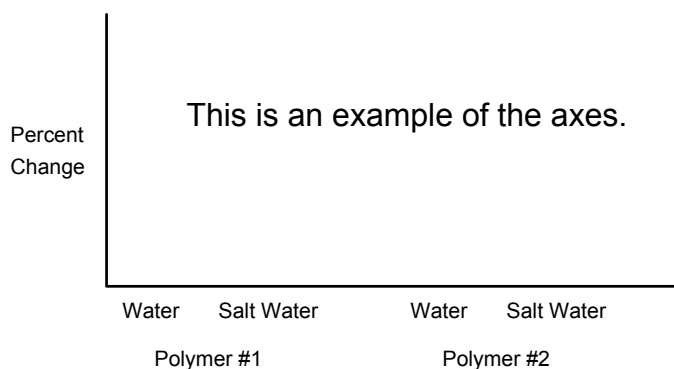 This is an example of the axes.
Percent
Change
Water Salt Water Water Salt Water
Polymer #1 Polymer #2